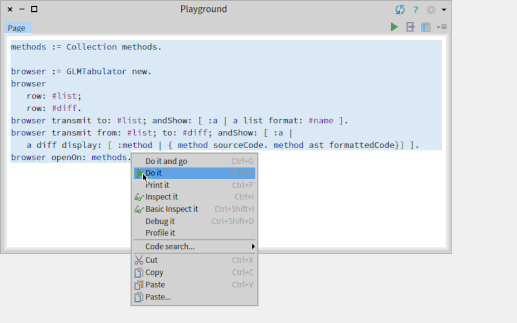 Playground
Page
methods := Collection methods.
browser := GLMTabulator new.
browser
row: #list;
row: #diff.
browser transmit to: #list; andShow: [ :a | a list format: #name ].
browser transmit from: #list; to: #diff; andShow: [ :a |
a diff display: [ :method | { method sourceCode. method ast formattedCode}] ].
browser openOn: methods.
Do it and go Ctrl+G
Do it
Print it Ctrl+P
Inspect it Ctrl+I
Basic Inspect it Ctrl+Shift+I
Debug it Ctrl+Shift+D
Profile it
Code search...
Cut Ctrl+X
Copy Ctrl+C
Paste Ctrl+V
Paste...